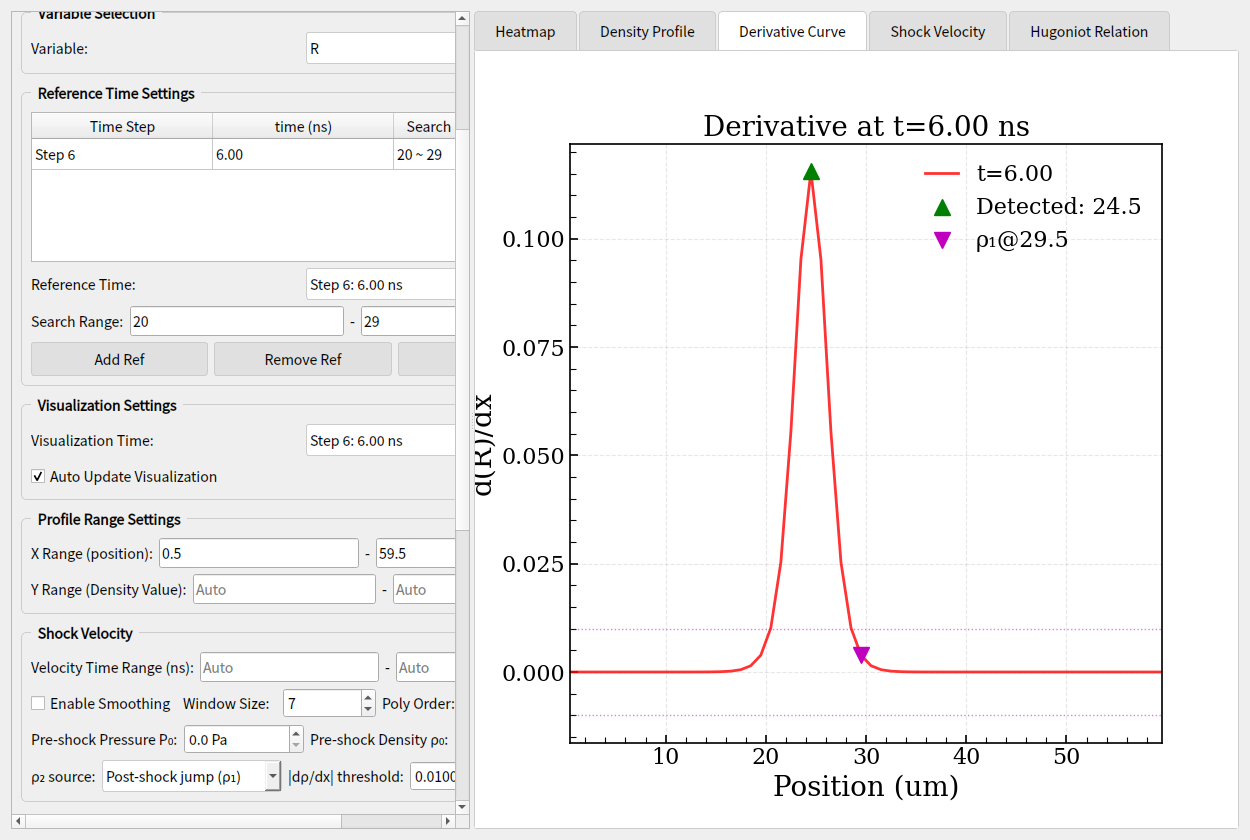 Variable Selection
Variable: R
Reference Time Settings
Time Step time (ns) Search
Step 6 6.00 20 ~ 29
Reference Time: Step 6: 6.00 ns
Search Range: 20 - 29
Add Ref Remove Ref
Visualization Settings
Visualization Time: Step 6: 6.00 ns
Auto Update Visualization
Profile Range Settings
X Range (position): 0.5 - 59.5
Y Range (Density Value): Auto - Auto
Shock Velocity
Velocity Time Range (ns): Auto - Auto
Enable Smoothing Window Size: 7 Poly Order:
Pre-shock Pressure P₀: 0.0 Pa Pre-shock Density ρ₀:
ρ₂ source: Post-shock jump (ρ₁) |dρ/dx| threshold: 0.0100
Heatmap Density Profile Derivative Curve Shock Velocity Hugoniot Relation
Derivative at t=6.00 ns
t=6.00
Detected: 24.5
ρ₁@29.5
0.100
0.075
0.050
0.025
0.000
d(R)/dx
10 20 30 40 50
Position (um)